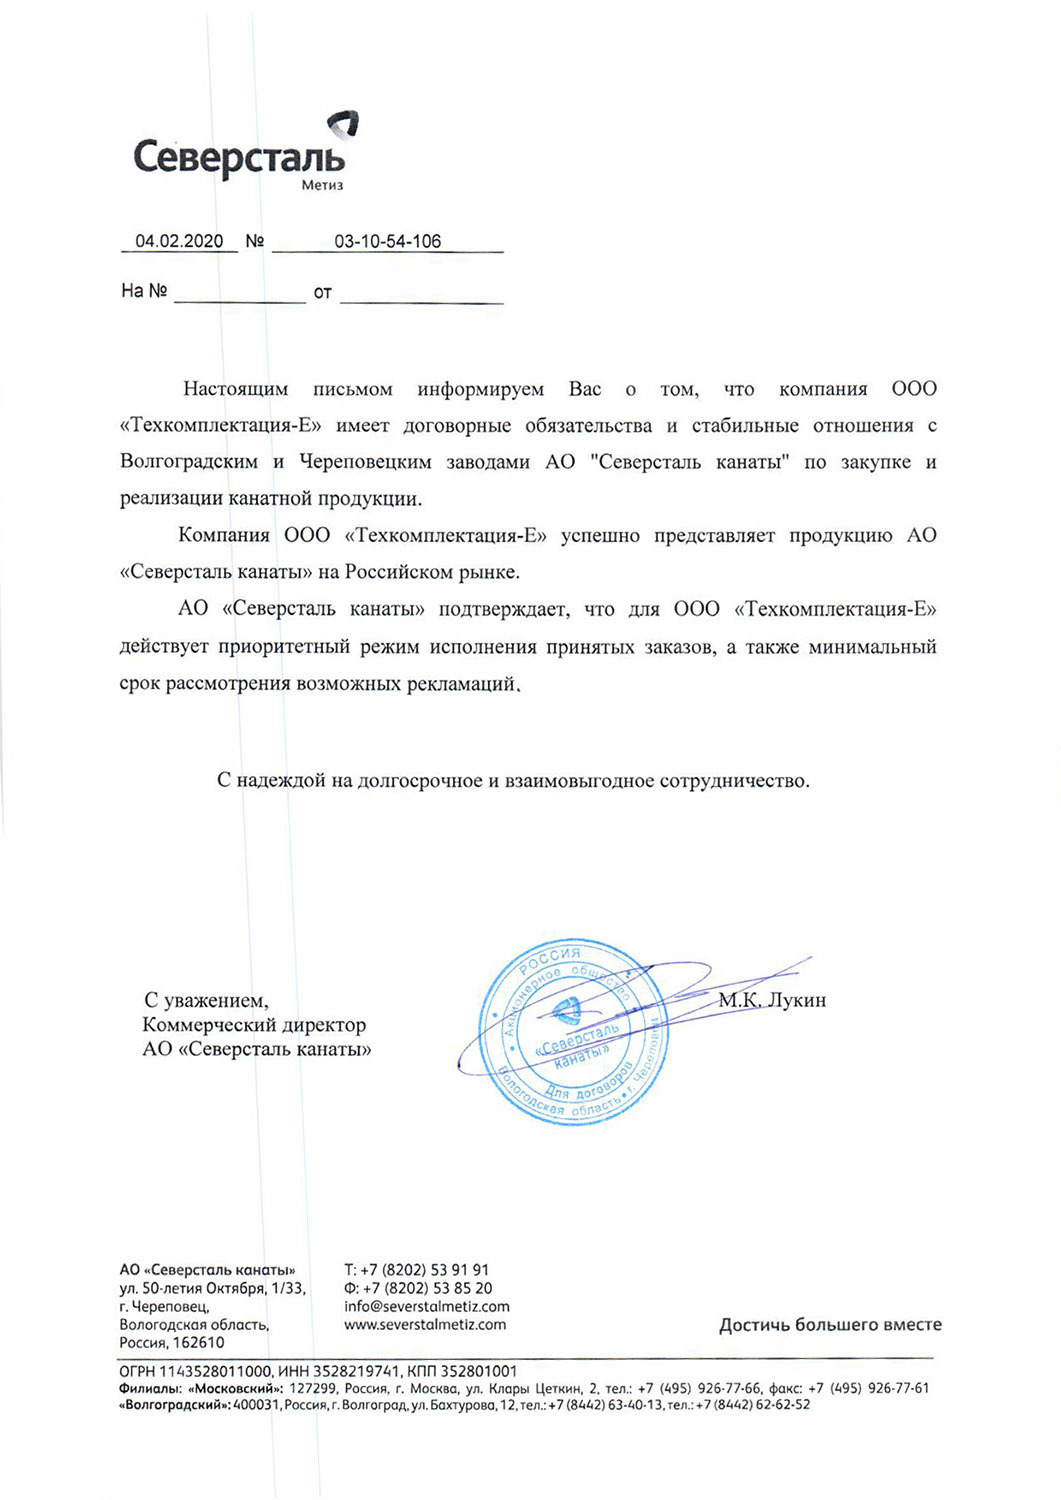 Северсталь
Метиз
04.02.2020 № 03-10-54-106
На № от
Настоящим письмом информируем Вас о том, что компания ООО
«Техкомплектация-Е» имеет договорные обязательства и стабильные отношения с
Волгоградским и Череповецким заводами АО "Северсталь канаты" по закупке и
реализации канатной продукции.
Компания ООО «Техкомплектация-Е» успешно представляет продукцию АО
«Северсталь канаты» на Российском рынке.
АО «Северсталь канаты» подтверждает, что для ООО «Техкомплектация-Е»
действует приоритетный режим исполнения принятых заказов, а также минимальный
срок рассмотрения возможных рекламаций.
С надеждой на долгосрочное и взаимовыгодное сотрудничество.
С уважением,
Коммерческий директор
АО «Северсталь канаты»
РОССИЯ
Акционерное общество
«Северсталь
канаты»
Для договоров
Вологодская область • г. Череповец
М.К. Лукин
АО «Северсталь канаты»
ул. 50-летия Октября, 1/33,
г. Череповец,
Вологодская область,
Россия, 162610
Т: +7 (8202) 53 91 91
Ф: +7 (8202) 53 85 20
info@severstalmetiz.com
www.severstalmetiz.com
Достичь большего вместе
ОГРН 1143528011000, ИНН 3528219741, КПП 352801001
Филиалы: «Московский»: 127299, Россия, г. Москва, ул. Клары Цеткин, 2, тел.: +7 (495) 926-77-66, факс: +7 (495) 926-77-61
«Волгоградский»: 400031, Россия, г. Волгоград, ул. Бахтурова, 12, тел.: +7 (8442) 63-40-13, тел.: +7 (8442) 62-62-52